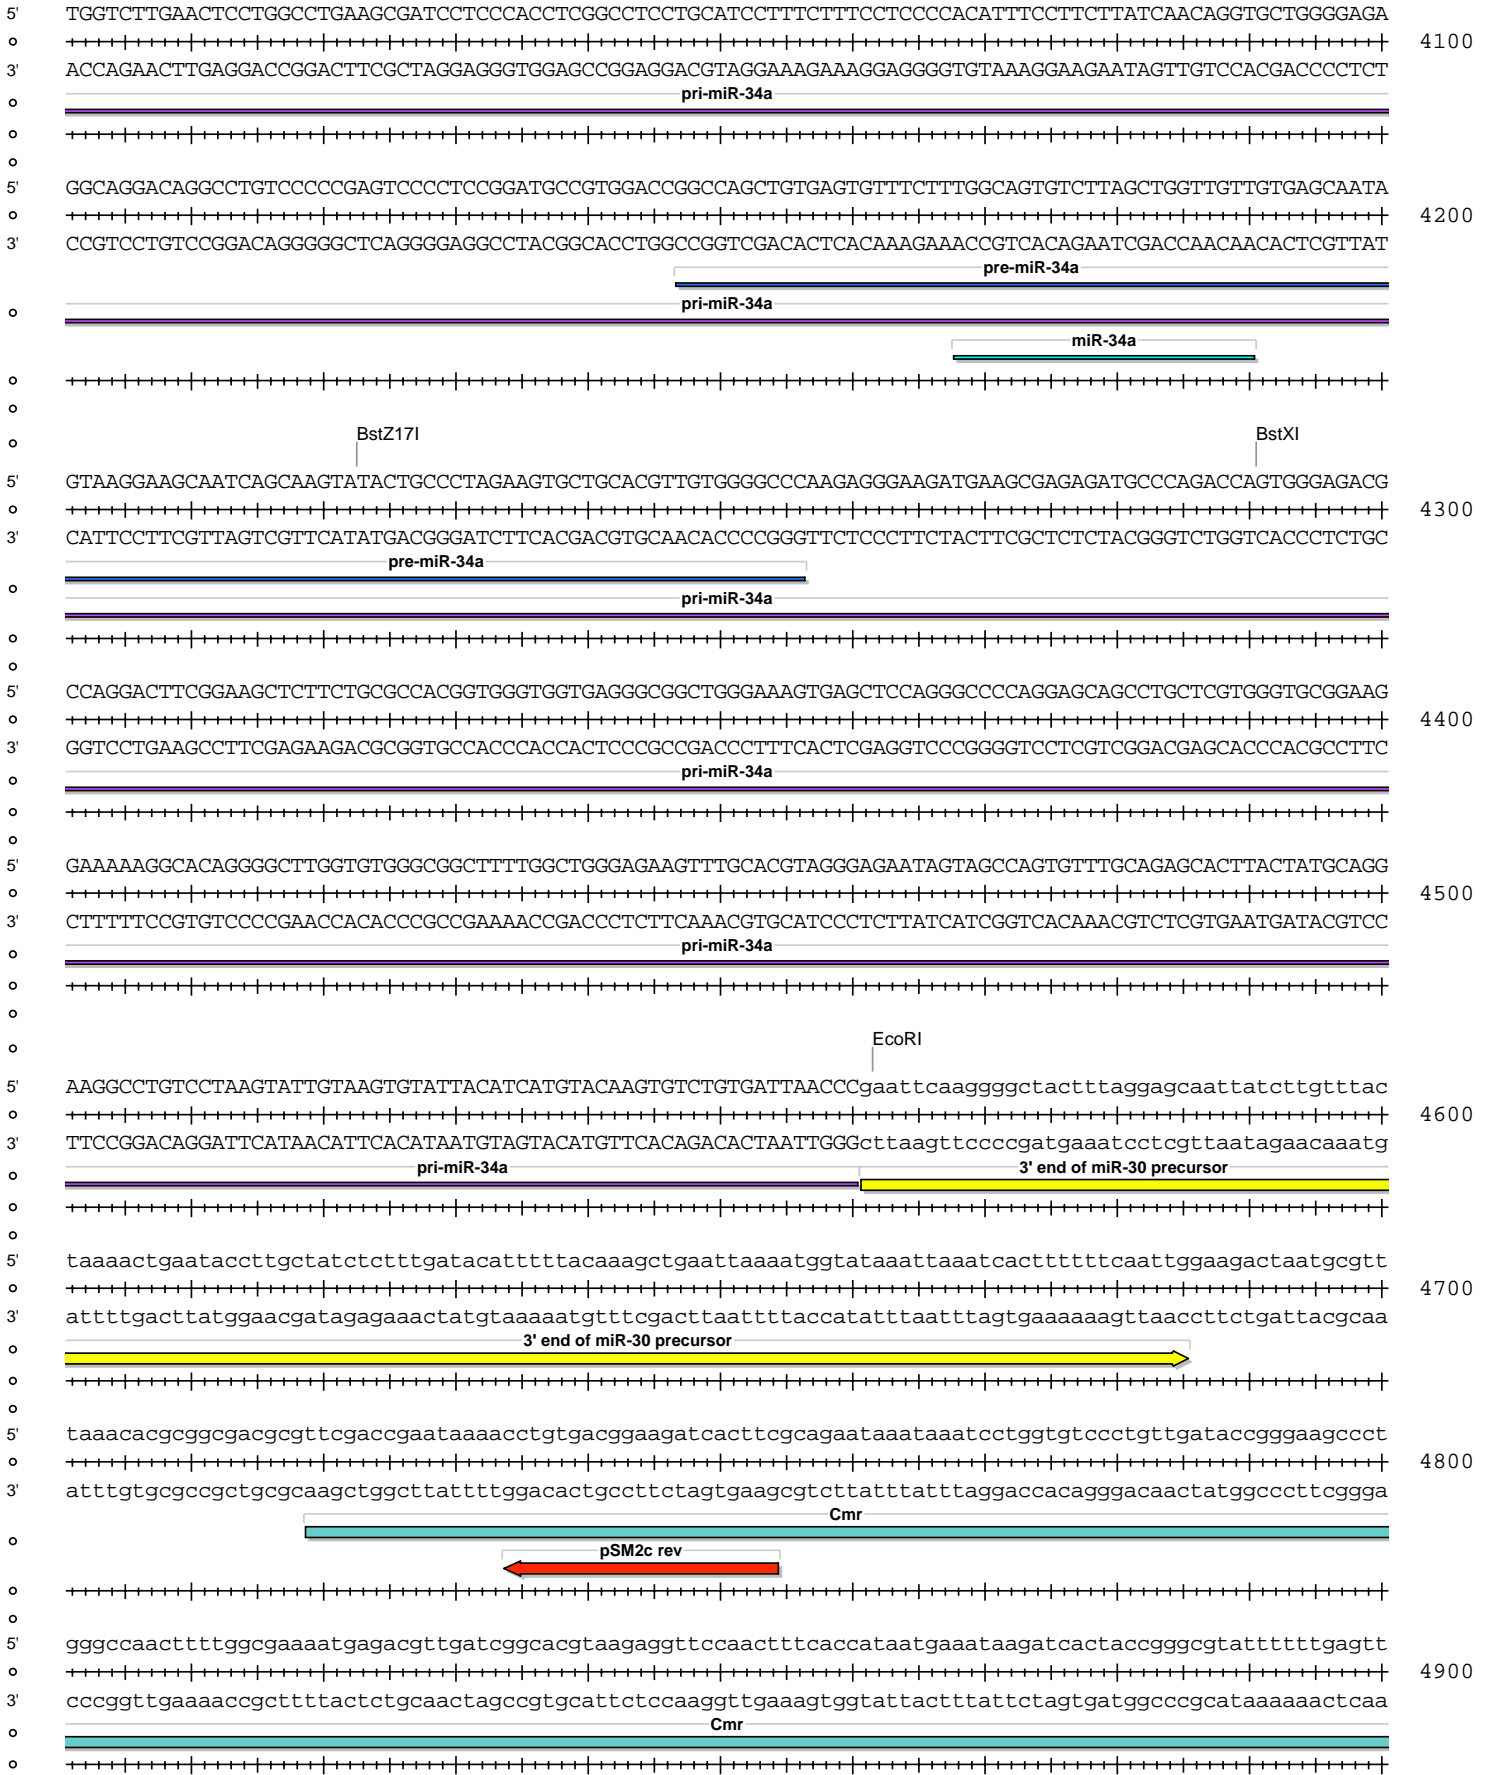 5' TGGTCTTGAACTCCTGGCCTGAAGCGATCCTCCCACCTCGGCCTCCTGCATCCTTTCTTTCCTCCCCACATTTCCTTCTTATCAACAGGTGCTGGGGAGA
4100
3' ACCAGAACTTGAGGACCGGACTTCGCTAGGAGGGTGGAGCCGGAGGACGTAGGAAAGAAAGGAGGGGTGTAAAGGAAGAATAGTTGTCCACGACCCCTCT
pri-miR-34a
5' GGCAGGACAGGCCTGTCCCCCGAGTCCCCTCCGGATGCCGTGGACCGGCCAGCTGTGAGTGTTTCTTTGGCAGTGTCTTAGCTGGTTGTTGTGAGCAATA
4200
3' CCGTCCTGTCCGGACAGGGGGCTCAGGGGAGGCCTACGGCACCTGGCCGGTCGACACTCACAAAGAAACCGTCACAGAATCGACCAACAACACTCGTTAT
pre-miR-34a
pri-miR-34a
miR-34a
BstZ17I BstXI
5' GTAAGGAAGCAATCAGCAAGTATACTGCCCTAGAAGTGCTGCACGTTGTGGGGCCCAAGAGGGAAGATGAAGCGAGAGATGCCCAGACCAGTGGGAGACG
4300
3' CATTCCTTCGTTAGTCGTTCATATGACGGGATCTTCACGACGTGCAACACCCCGGGTTCTCCCTTCTACTTCGCTCTCTACGGGTCTGGTCACCCTCTGC
pre-miR-34a
pri-miR-34a
5' CCAGGACTTCGGAAGCTCTTCTGCGCCACGGTGGGTGGTGAGGGCGGCTGGGAAAGTGAGCTCCAGGGCCCCAGGAGCAGCCTGCTCGTGGGTGCGGAAG
4400
3' GGTCCTGAAGCCTTCGAGAAGACGCGGTGCCACCCACCACTCCCGCCGACCCTTTCACTCGAGGTCCCGGGGTCCTCGTCGGACGAGCACCCACGCCTTC
pri-miR-34a
5' GAAAAAGGCACAGGGGCTTGGTGTGGGCGGCTTTTGGCTGGGAGAAGTTTGCACGTAGGGAGAATAGTAGCCAGTGTTTGCAGAGCACTTACTATGCAGG
4500
3' CTTTTTCCGTGTCCCCGAACCACACCCGCCGAAAACCGACCCTCTTCAAACGTGCATCCCTCTTATCATCGGTCACAAACGTCTCGTGAATGATACGTCC
pri-miR-34a
EcoRI
5' AAGGCCTGTCCTAAGTATTGTAAGTGTATTACATCATGTACAAGTGTCTGTGATTAACCCgaattcaaggggctactttaggagcaattatcttgtttac
4600
3' TTCCGGACAGGATTCATAACATTCACATAATGTAGTACATGTTCACAGACACTAATTGGGcttaagttccccgatgaaatcctcgttaatagaacaaatg
pri-miR-34a 3' end of miR-30 precursor
5' taaaactgaataccttgctatctctttgatacatttttacaaagctgaattaaaatggtataaattaaatcacttttttcaattggaagactaatgcgtt
4700
3' attttgacttatggaacgatagagaaactatgtaaaaatgtttcgacttaattttaccatatttaatttagtgaaaaaagttaaccttctgattacgcaa
3' end of miR-30 precursor
5' taaacacgcggcgacgcgttcgaccgaataaaacctgtgacggaagatcacttcgcagaataaataaatcctggtgtccctgttgataccgggaagccct
4800
3' atttgtgcgccgctgcgcaagctggcttattttggacactgccttctagtgaagcgtcttatttatttaggaccacagggacaactatggcccttcggga
Cmr
pSM2c rev
5' gggccaacttttggcgaaaatgagacgttgatcggcacgtaagaggttccaactttcaccataatgaaataagatcactaccgggcgtattttttgagtt
4900
3' cccggttgaaaaccgcttttactctgcaactagccgtgcattctccaaggttgaaagtggtattactttattctagtgatggcccgcataaaaaactcaa
Cmr